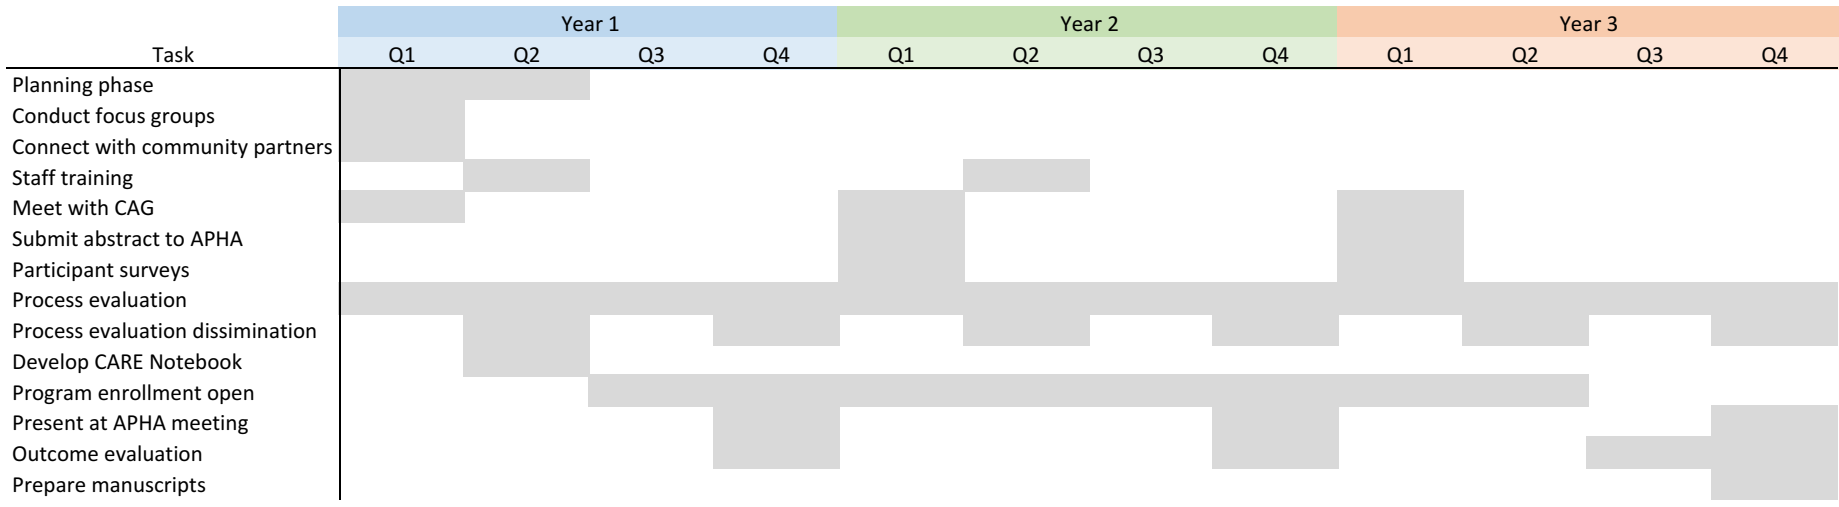 Year 1 Year 2 Year 3
Task Q1 Q2 Q3 Q4 Q1 Q2 Q3 Q4 Q1 Q2 Q3 Q4
Planning phase
Conduct focus groups
Connect with community partners
Staff training
Meet with CAG
Submit abstract to APHA
Participant surveys
Process evaluation
Process evaluation dissimination
Develop CARE Notebook
Program enrollment open
Present at APHA meeting
Outcome evaluation
Prepare manuscripts